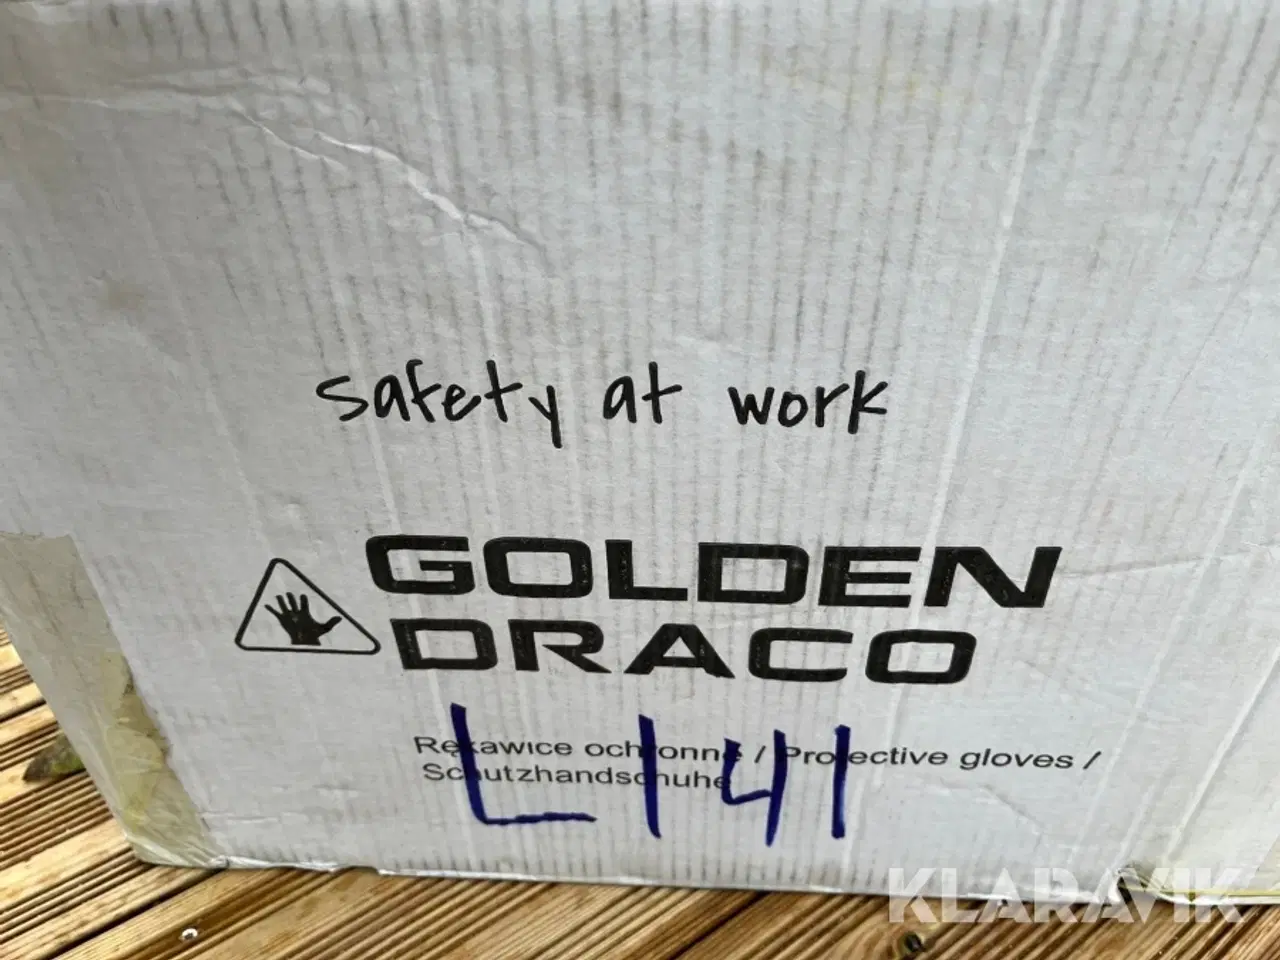 safety at work
GOLDEN
DRACO
Rękawice ochronne / Protective gloves /
Schutzhandschuhe
L141
KLARAVIK